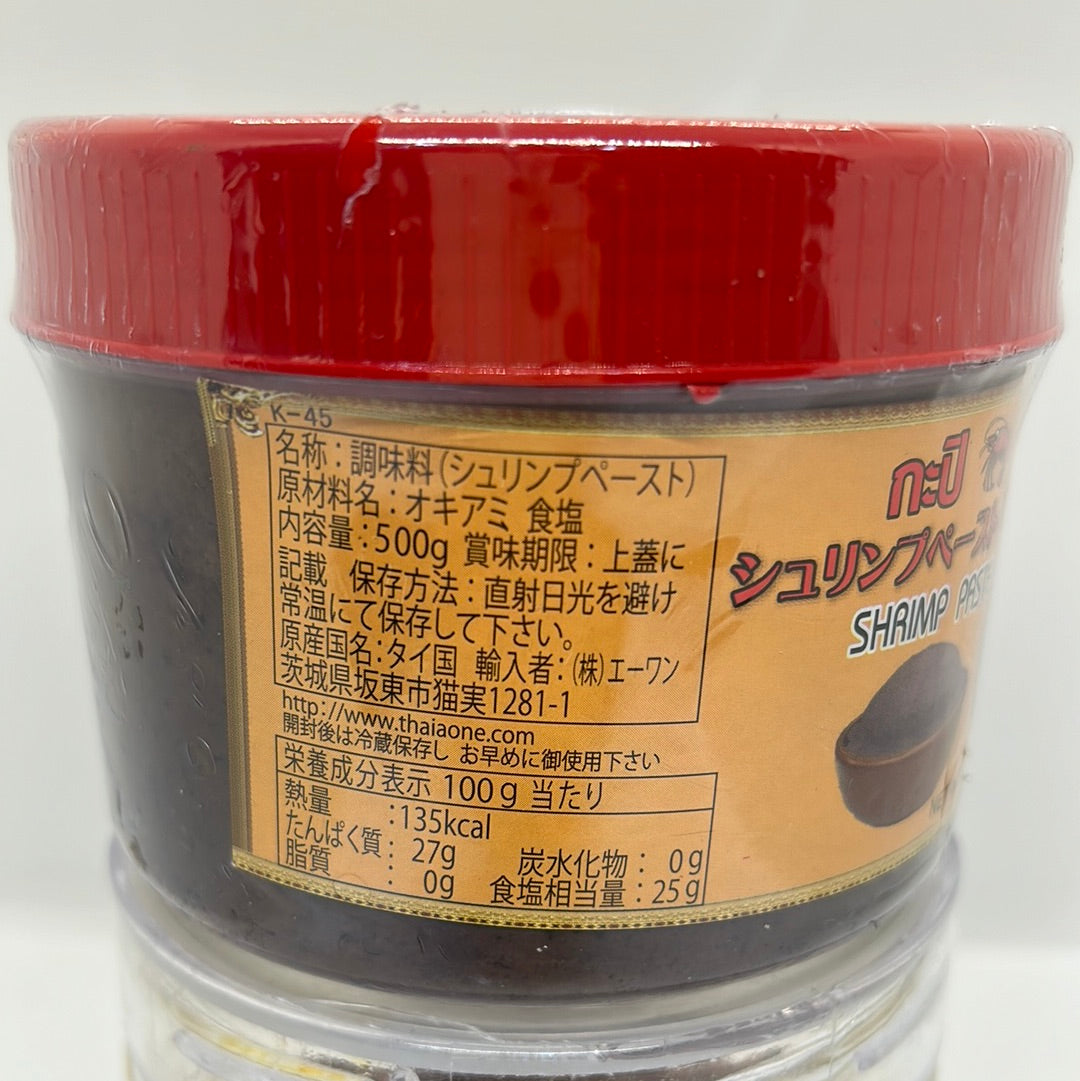 K-45
名称：調味料(シュリンプペースト)
原材料名：オキアミ 食塩
内容量：500g 賞味期限：上蓋に
記載 保存方法：直射日光を避け
常温にて保存して下さい。
原産国名：タイ国 輸入者：(株)エーワン
茨城県坂東市猫実1281-1
http://www.thaiaone.com
開封後は冷蔵保存し お早めに御使用下さい
栄養成分表示 100g 当たり
熱量 ：135kcal
たんぱく質：27g 炭水化物：0g
脂質 ：0g 食塩相当量：25g
กะปิ
シュリンプペース
SHRIMP